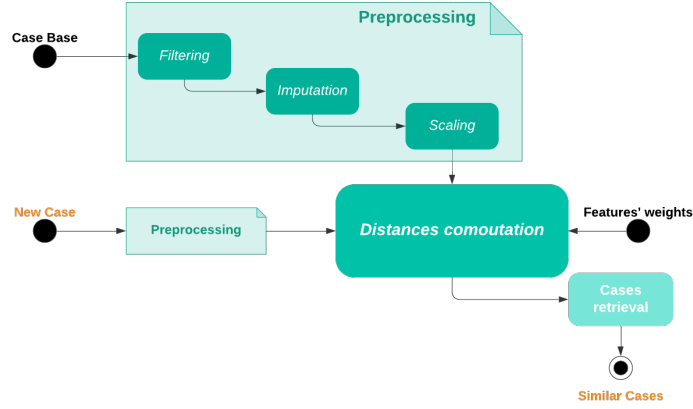 Preprocessing
Case Base
Filtering
Imputattion
Scaling
New Case
Preprocessing
Distances comoutation
Features' weights
Cases
retrieval
Similar Cases